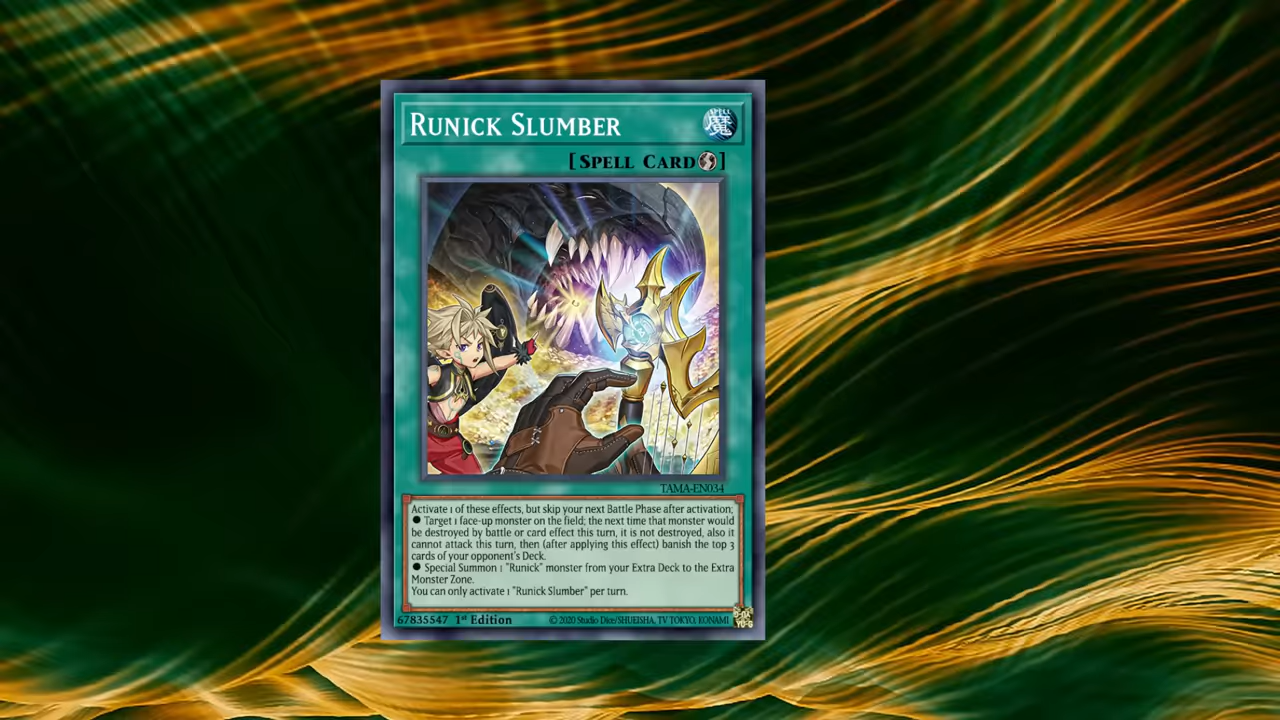 RUNICK SLUMBER
SPELL
魔
[SPELL CARD]
TAMA-EN034
Activate 1 of these effects, but skip your next Battle Phase after activation;
● Target 1 face-up monster on the field; the next time that monster would
be destroyed by battle or card effect this turn, it is not destroyed, also it
cannot attack this turn, then (after applying this effect) banish the top 3
cards of your opponent's Deck.
● Special Summon 1 "Runick" monster from your Extra Deck to the Extra
Monster Zone.
You can only activate 1 "Runick Slumber" per turn.
67835547 1st Edition ©2020 Studio Dice/SHUEISHA, TV TOKYO, KONAMI